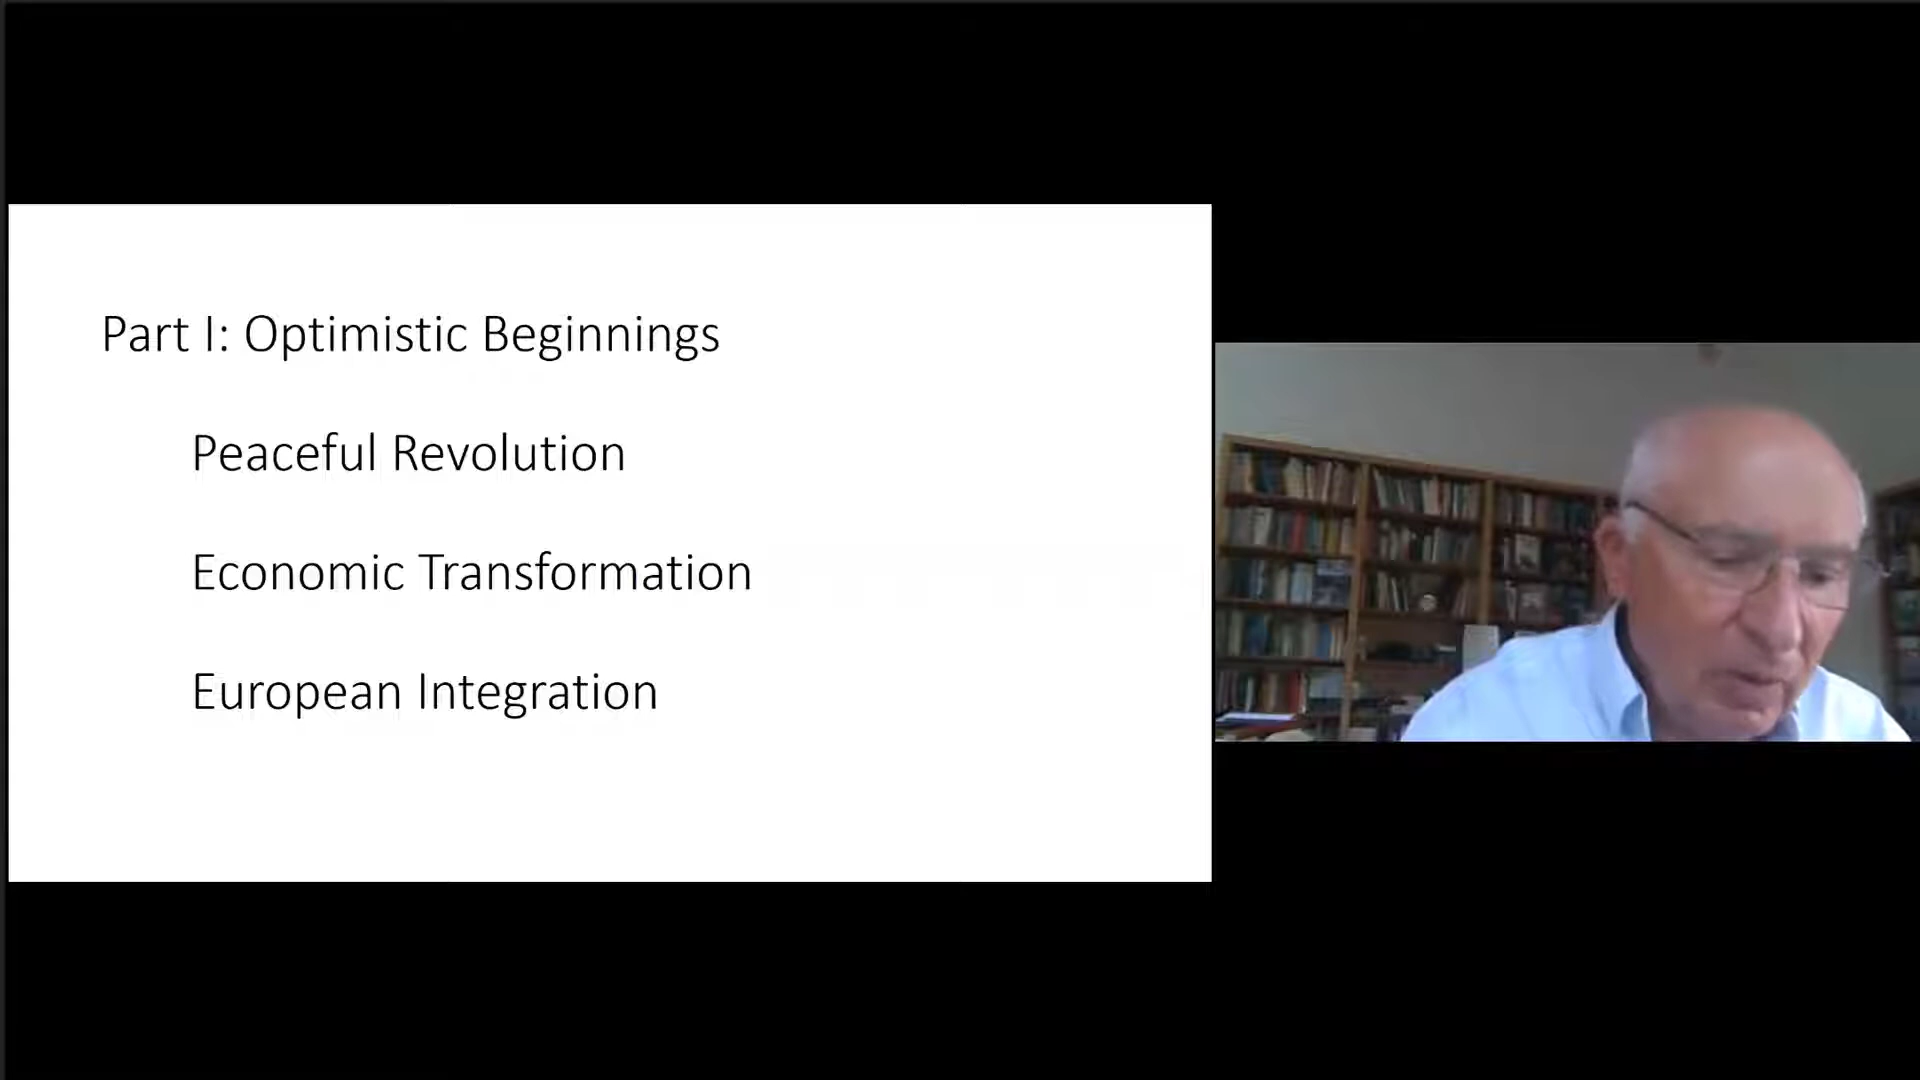 Part I: Optimistic Beginnings
Peaceful Revolution
Economic Transformation
European Integration